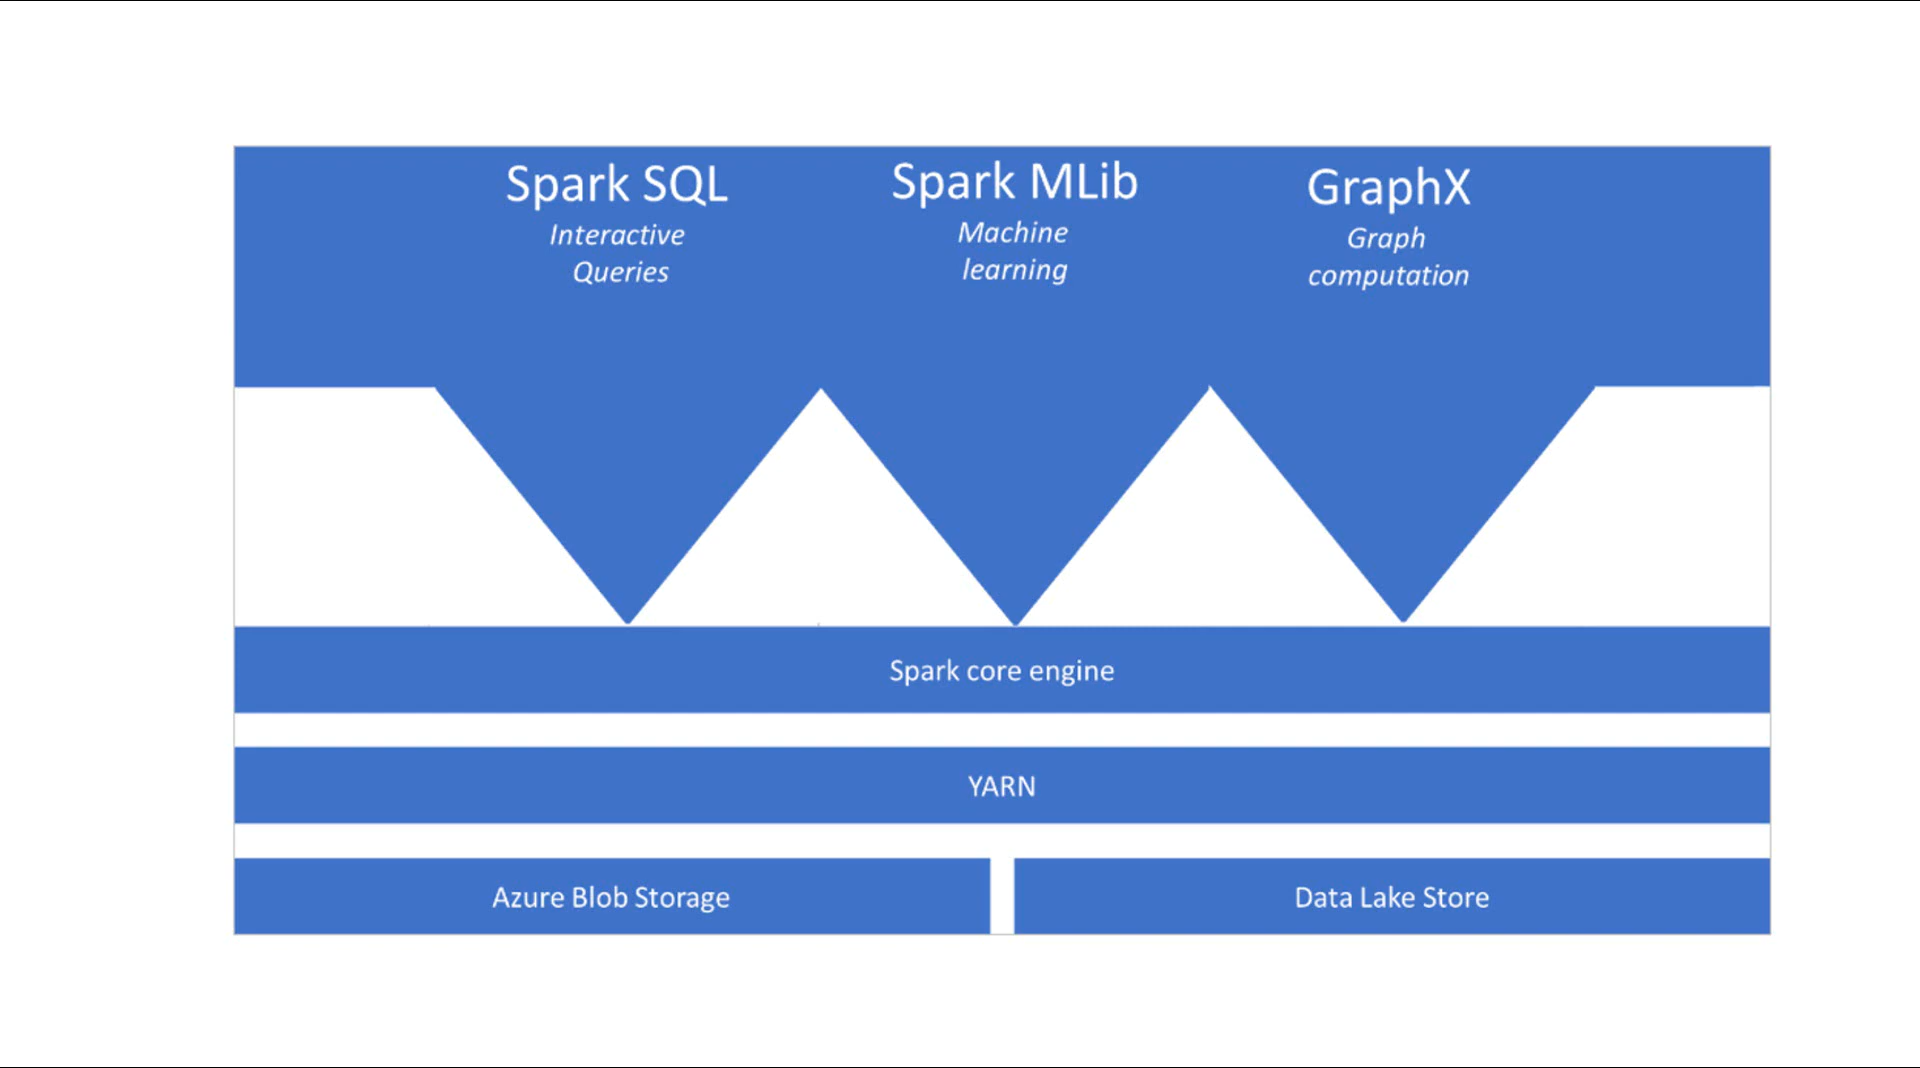 Spark SQL
Interactive
Queries
Spark MLib
Machine
learning
GraphX
Graph
computation
Spark core engine
YARN
Azure Blob Storage
Data Lake Store